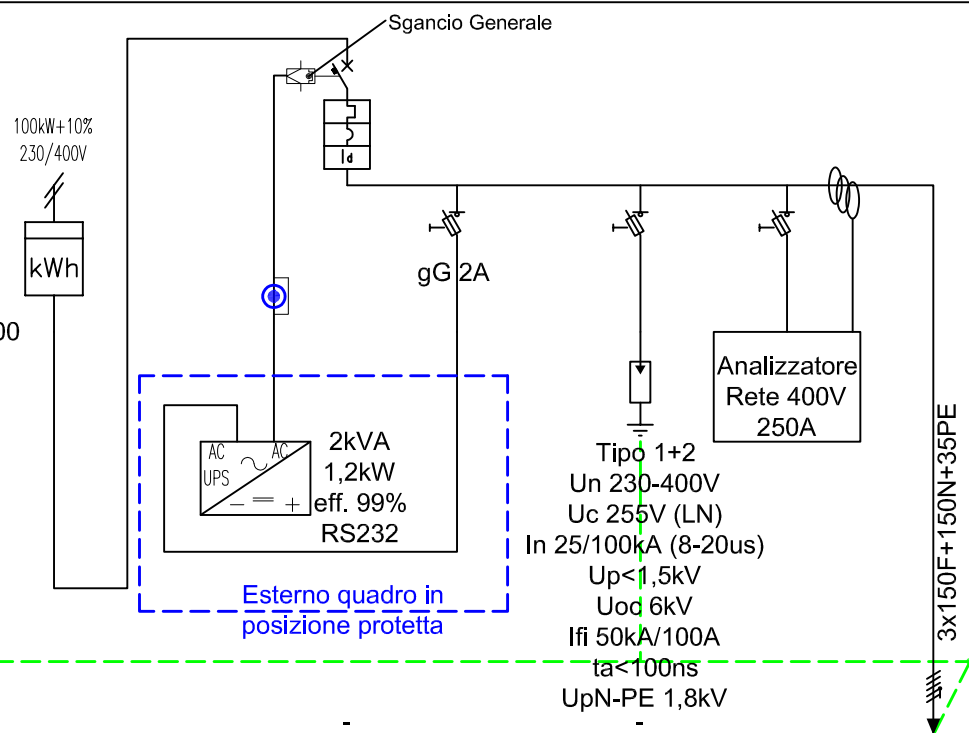 Sgancio Generale
100kW+10%
230/400V
Id
kWh
gG 2A
00
Analizzatore
Rete 400V
250A
AC AC
UPS
2kVA
1,2kW
eff. 99%
RS232
Tipo 1+2
Un 230-400V
Uc 255V (LN)
In 25/100kA (8-20us)
Up<1,5kV
Uoc 6kV
Ifi 50kA/100A
ta<100ns
UpN-PE 1,8kV
Esterno quadro in
posizione protetta
3x150F+150N+35PE